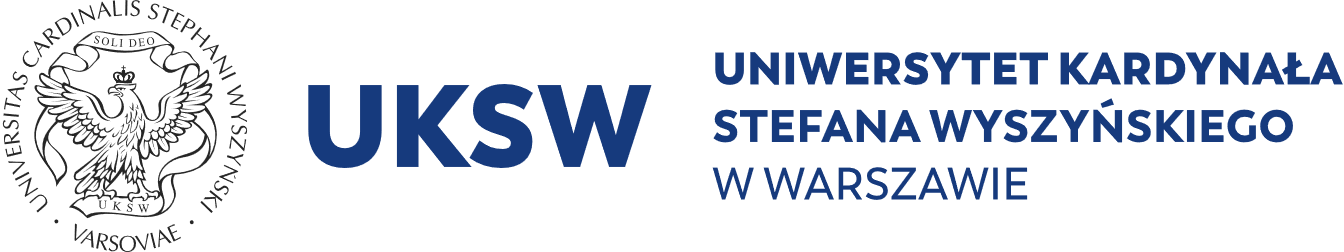 UNIVERSITAS CARDINALIS STEPHANI WYSZYŃSKI
SOLI DEO
UKSW
• VARSOVIAE •
UKSW
UNIWERSYTET KARDYNAŁA
STEFANA WYSZYŃSKIEGO
W WARSZAWIE